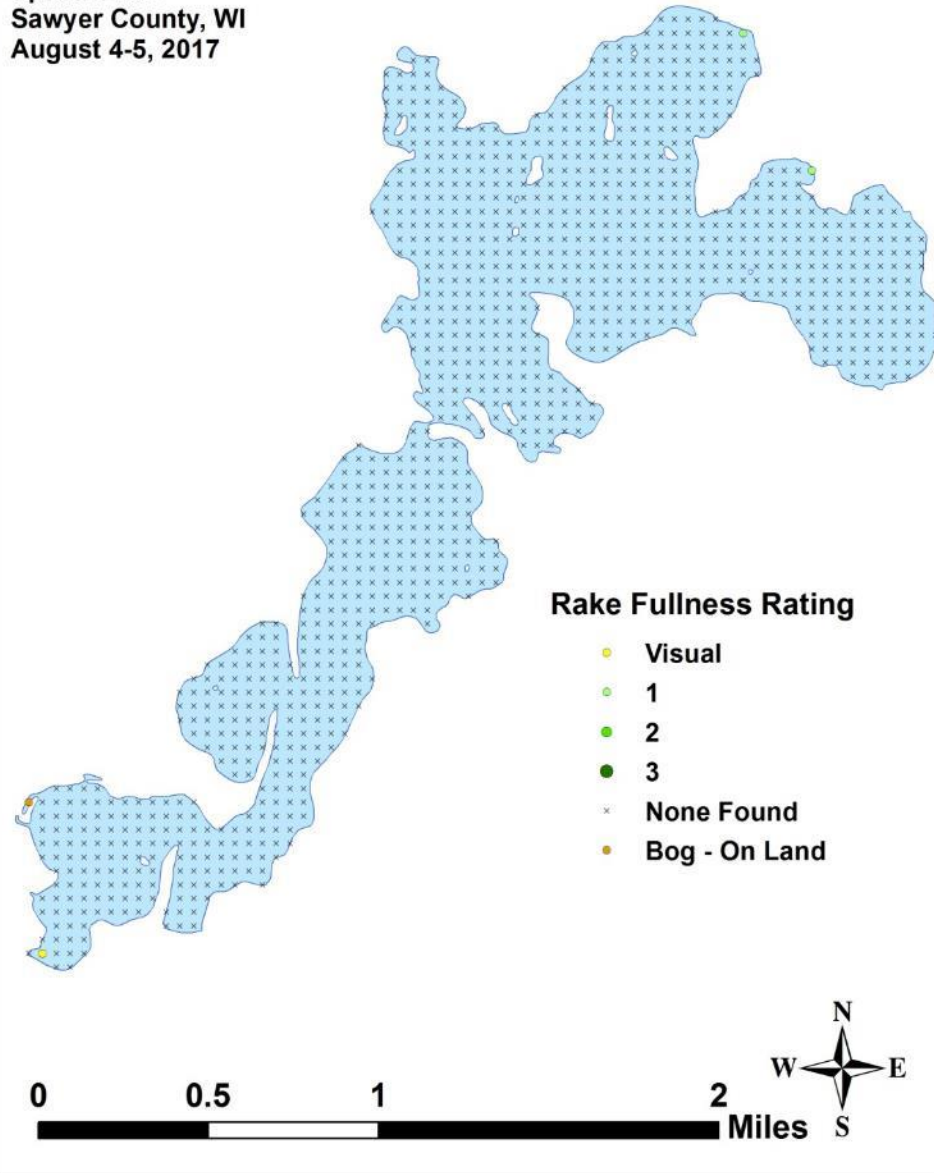 Sawyer County, WI
August 4-5, 2017
Rake Fullness Rating
Visual
1
2
3
None Found
Bog - On Land
N
W E
S
0 0.5 1 2
Miles